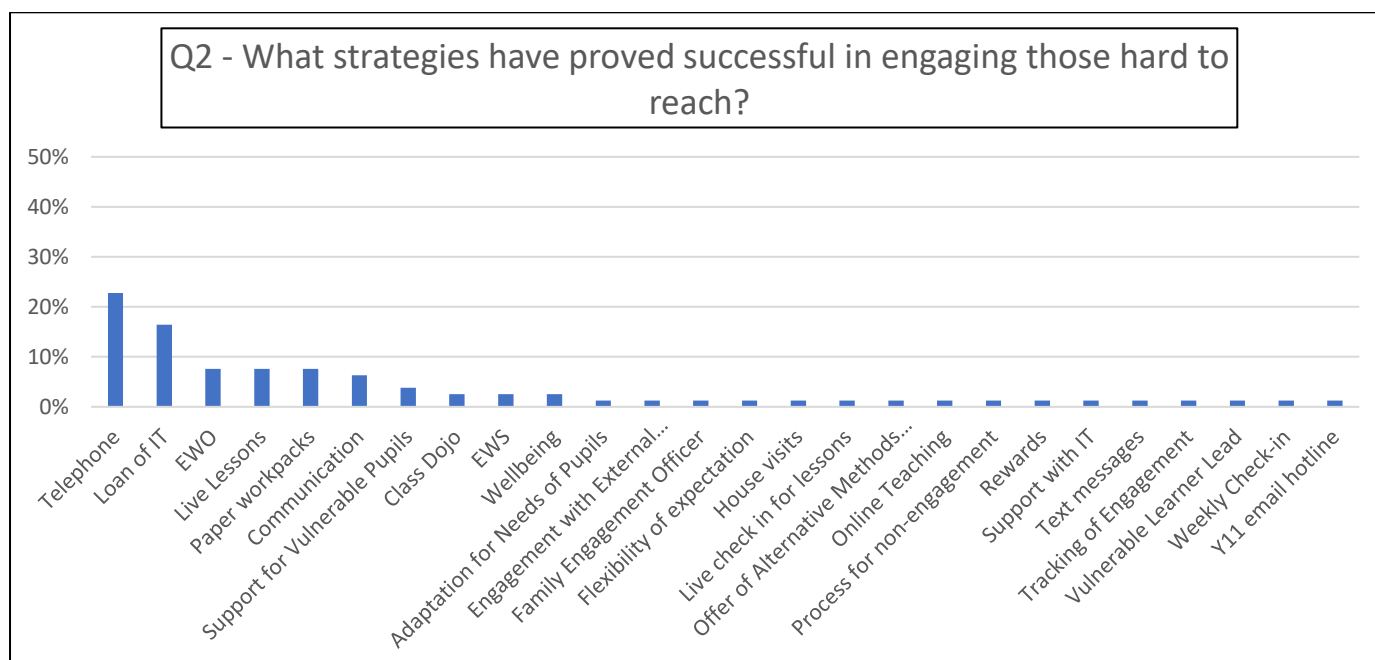 Q2 - What strategies have proved successful in engaging those hard to
reach?
50%
40%
30%
20%
10%
0%
Telephone
Loan of IT
EWO
Live Lessons
Paper workpacks
Communication
Support for Vulnerable Pupils
Class Dojo
EWS
Wellbeing
Adaptation for Needs of Pupils
Engagement with External...
Family Engagement Officer
Flexibility of expectation
House visits
Live check in for lessons
Offer of Alternative Methods...
Online Teaching
Process for non-engagement
Rewards
Support with IT
Text messages
Tracking of Engagement
Vulnerable Learner Lead
Weekly Check-in
Y11 email hotline